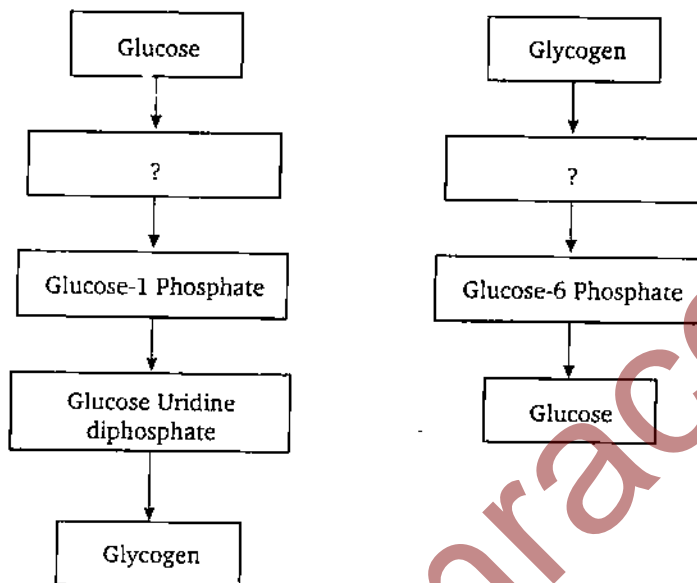 Glucose
?
Glucose-1 Phosphate
Glucose Uridine
diphosphate
Glycogen
Glycogen
?
Glucose-6 Phosphate
Glucose